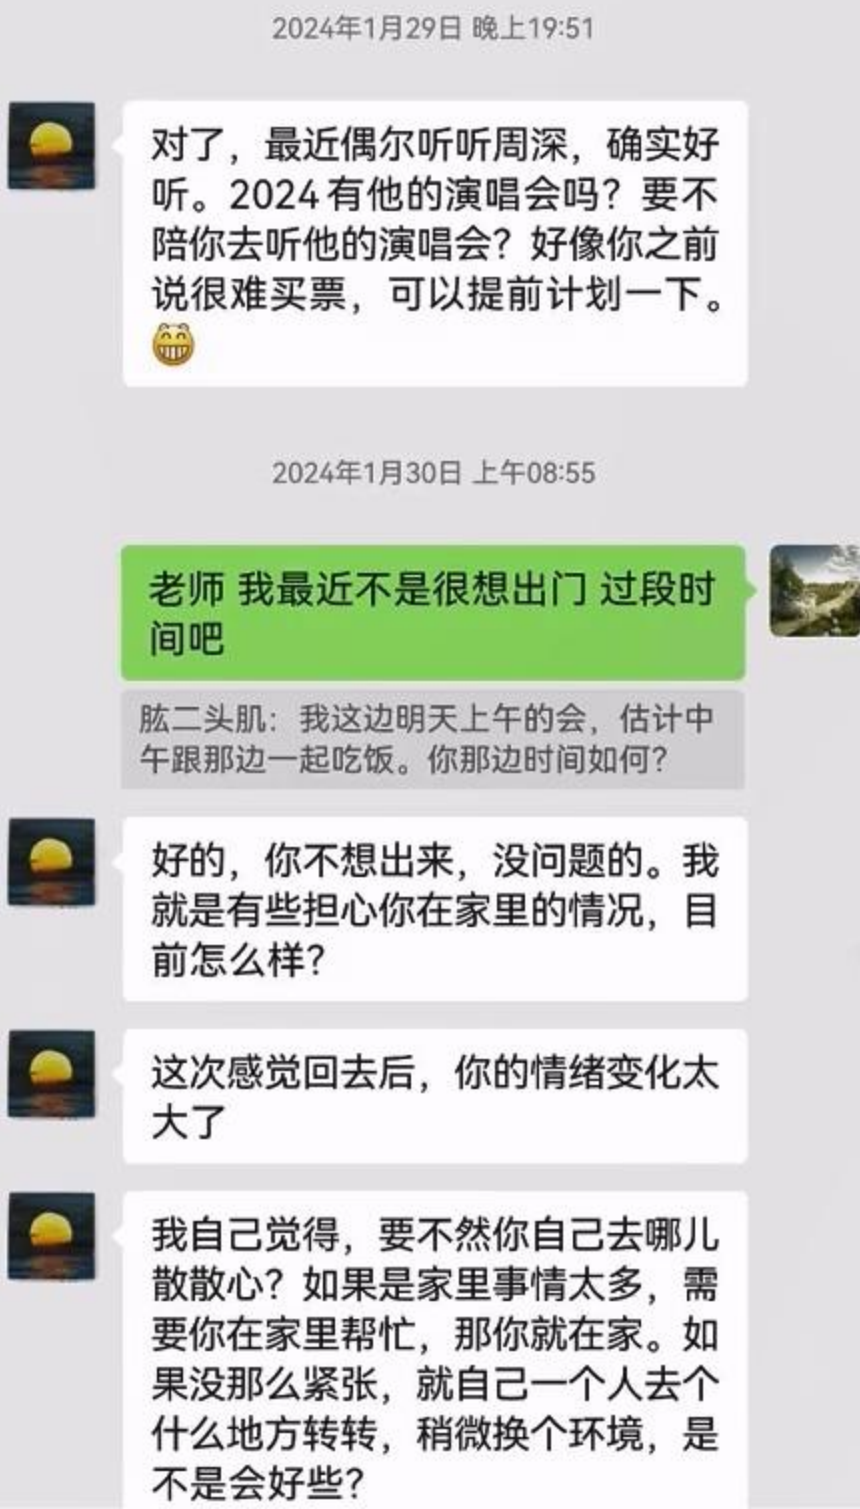 2024年1月29日 晚上19:51
对了，最近偶尔听听周深，确实好
听。2024有他的演唱会吗？要不
陪你去听他的演唱会？好像你之前
说很难买票，可以提前计划一下。
2024年1月30日 上午08:55
老师 我最近不是很想出门 过段时
间吧
肱二头肌：我这边明天上午的会，估计中
午跟那边一起吃饭。你那边时间如何？
好的，你不想出来，没问题的。我
就是有些担心你在家里的情况，目
前怎么样？
这次感觉回去后，你的情绪变化太
大了
我自己觉得，要不然你自己去哪儿
散散心？如果是家里事情太多，需
要你在家里帮忙，那你就在家。如
果没那么紧张，就自己一个人去个
什么地方转转，稍微换个环境，是
不是会好些？